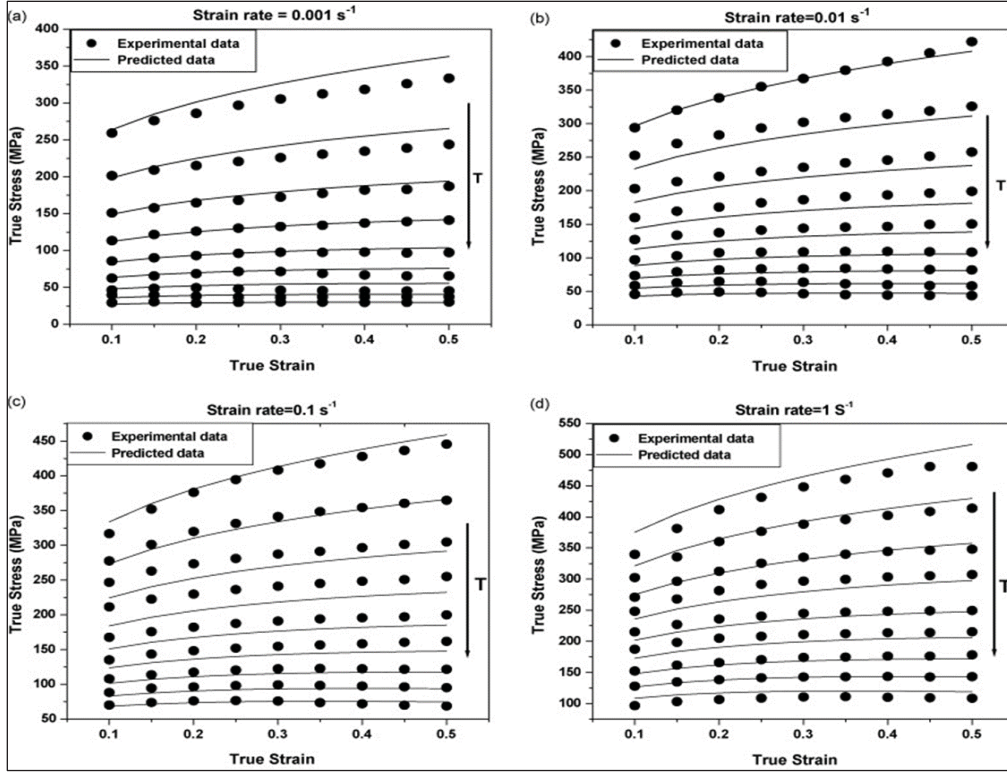 (a)
Strain rate = 0.001 s-1
Experimental data
Predicted data
True Stress (MPa)
400
350
300
250
200
150
100
50
0
T
0.1
0.2
0.3
0.4
0.5
True Strain
(b)
Strain rate=0.01 s-1
Experimental data
Predicted data
True Stress (MPa)
400
350
300
250
200
150
100
50
0
T
0.1
0.2
0.3
0.4
0.5
True Strain
(c)
Strain rate=0.1 s-1
Experimental data
Predicted data
True Stress (MPa)
450
400
350
300
250
200
150
100
50
T
0.1
0.2
0.3
0.4
0.5
True Strain
(d)
Strain rate=1 S-1
Experimental data
Predicted data
True Stress (MPa)
550
500
450
400
350
300
250
200
150
100
T
0.1
0.2
0.3
0.4
0.5
True Strain